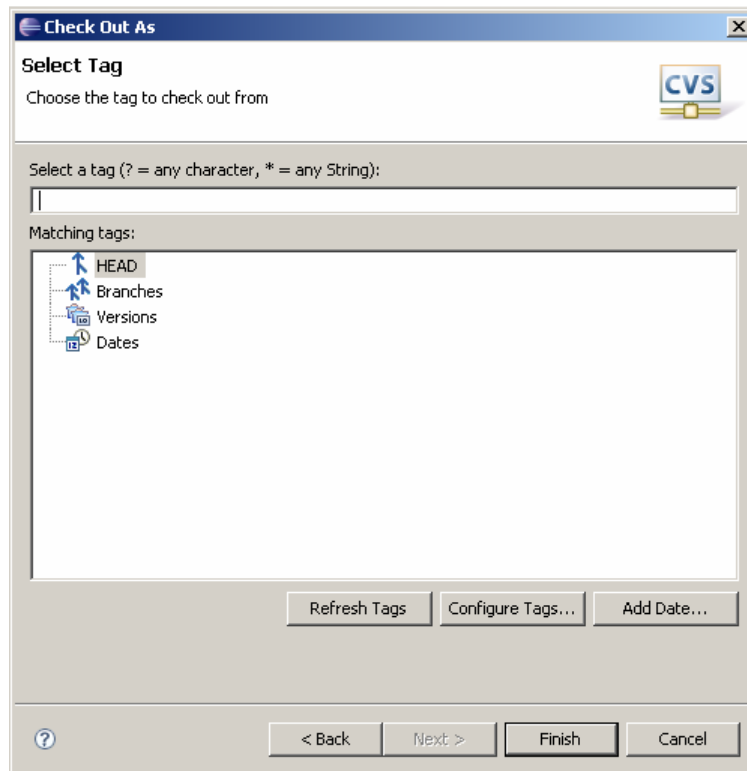 Check Out As
Select Tag
Choose the tag to check out from
CVS
Select a tag (? = any character, * = any String):
Matching tags:
HEAD
Branches
Versions
Dates
Refresh Tags Configure Tags... Add Date...
? < Back Next > Finish Cancel